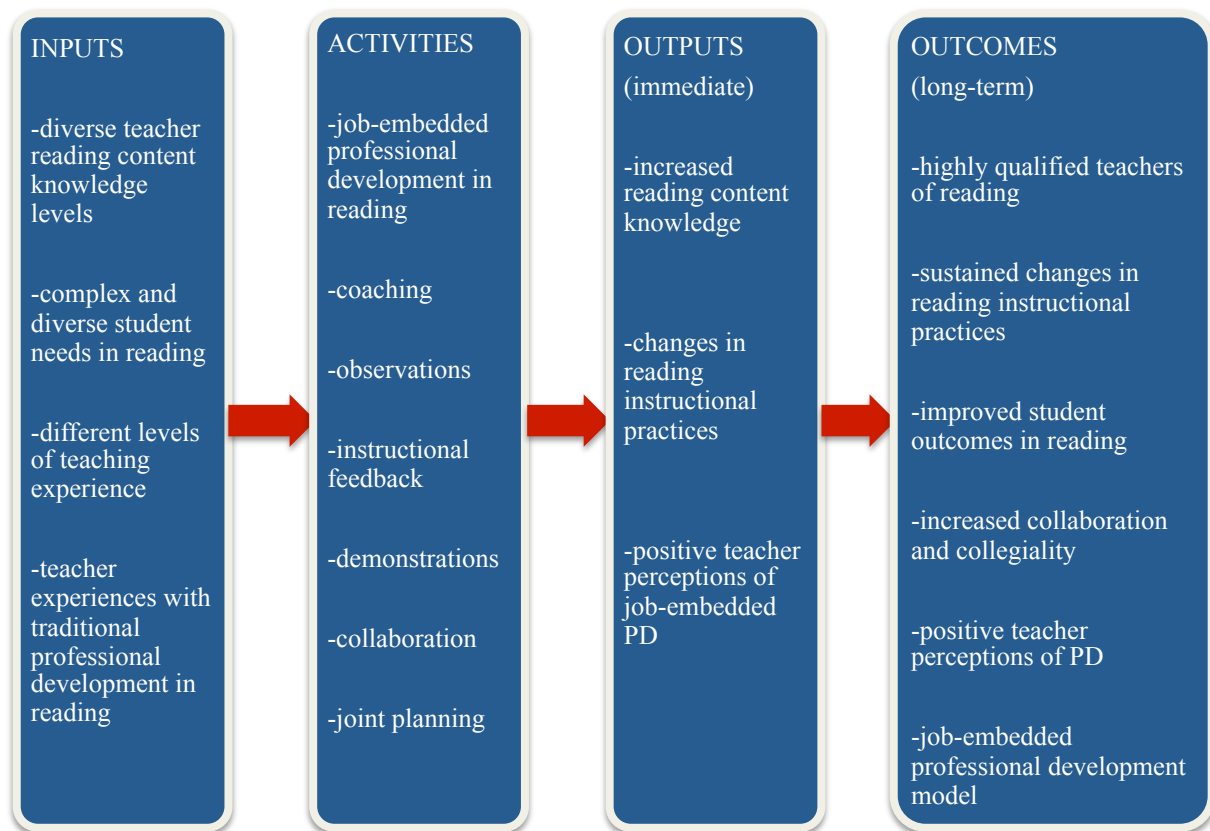 INPUTS
-diverse teacher
reading content
knowledge
levels
-complex and
diverse student
needs in reading
-different levels
of teaching
experience
-teacher
experiences with
traditional
professional
development in
reading
ACTIVITIES
-job-embedded
professional
development in
reading
-coaching
-observations
-instructional
feedback
-demonstrations
-collaboration
-joint planning
OUTPUTS
(immediate)
-increased
reading content
knowledge
-changes in
reading
instructional
practices
-positive teacher
perceptions of
job-embedded
PD
OUTCOMES
(long-term)
-highly qualified teachers
of reading
-sustained changes in
reading instructional
practices
-improved student
outcomes in reading
-increased collaboration
and collegiality
-positive teacher
perceptions of PD
-job-embedded
professional development
model